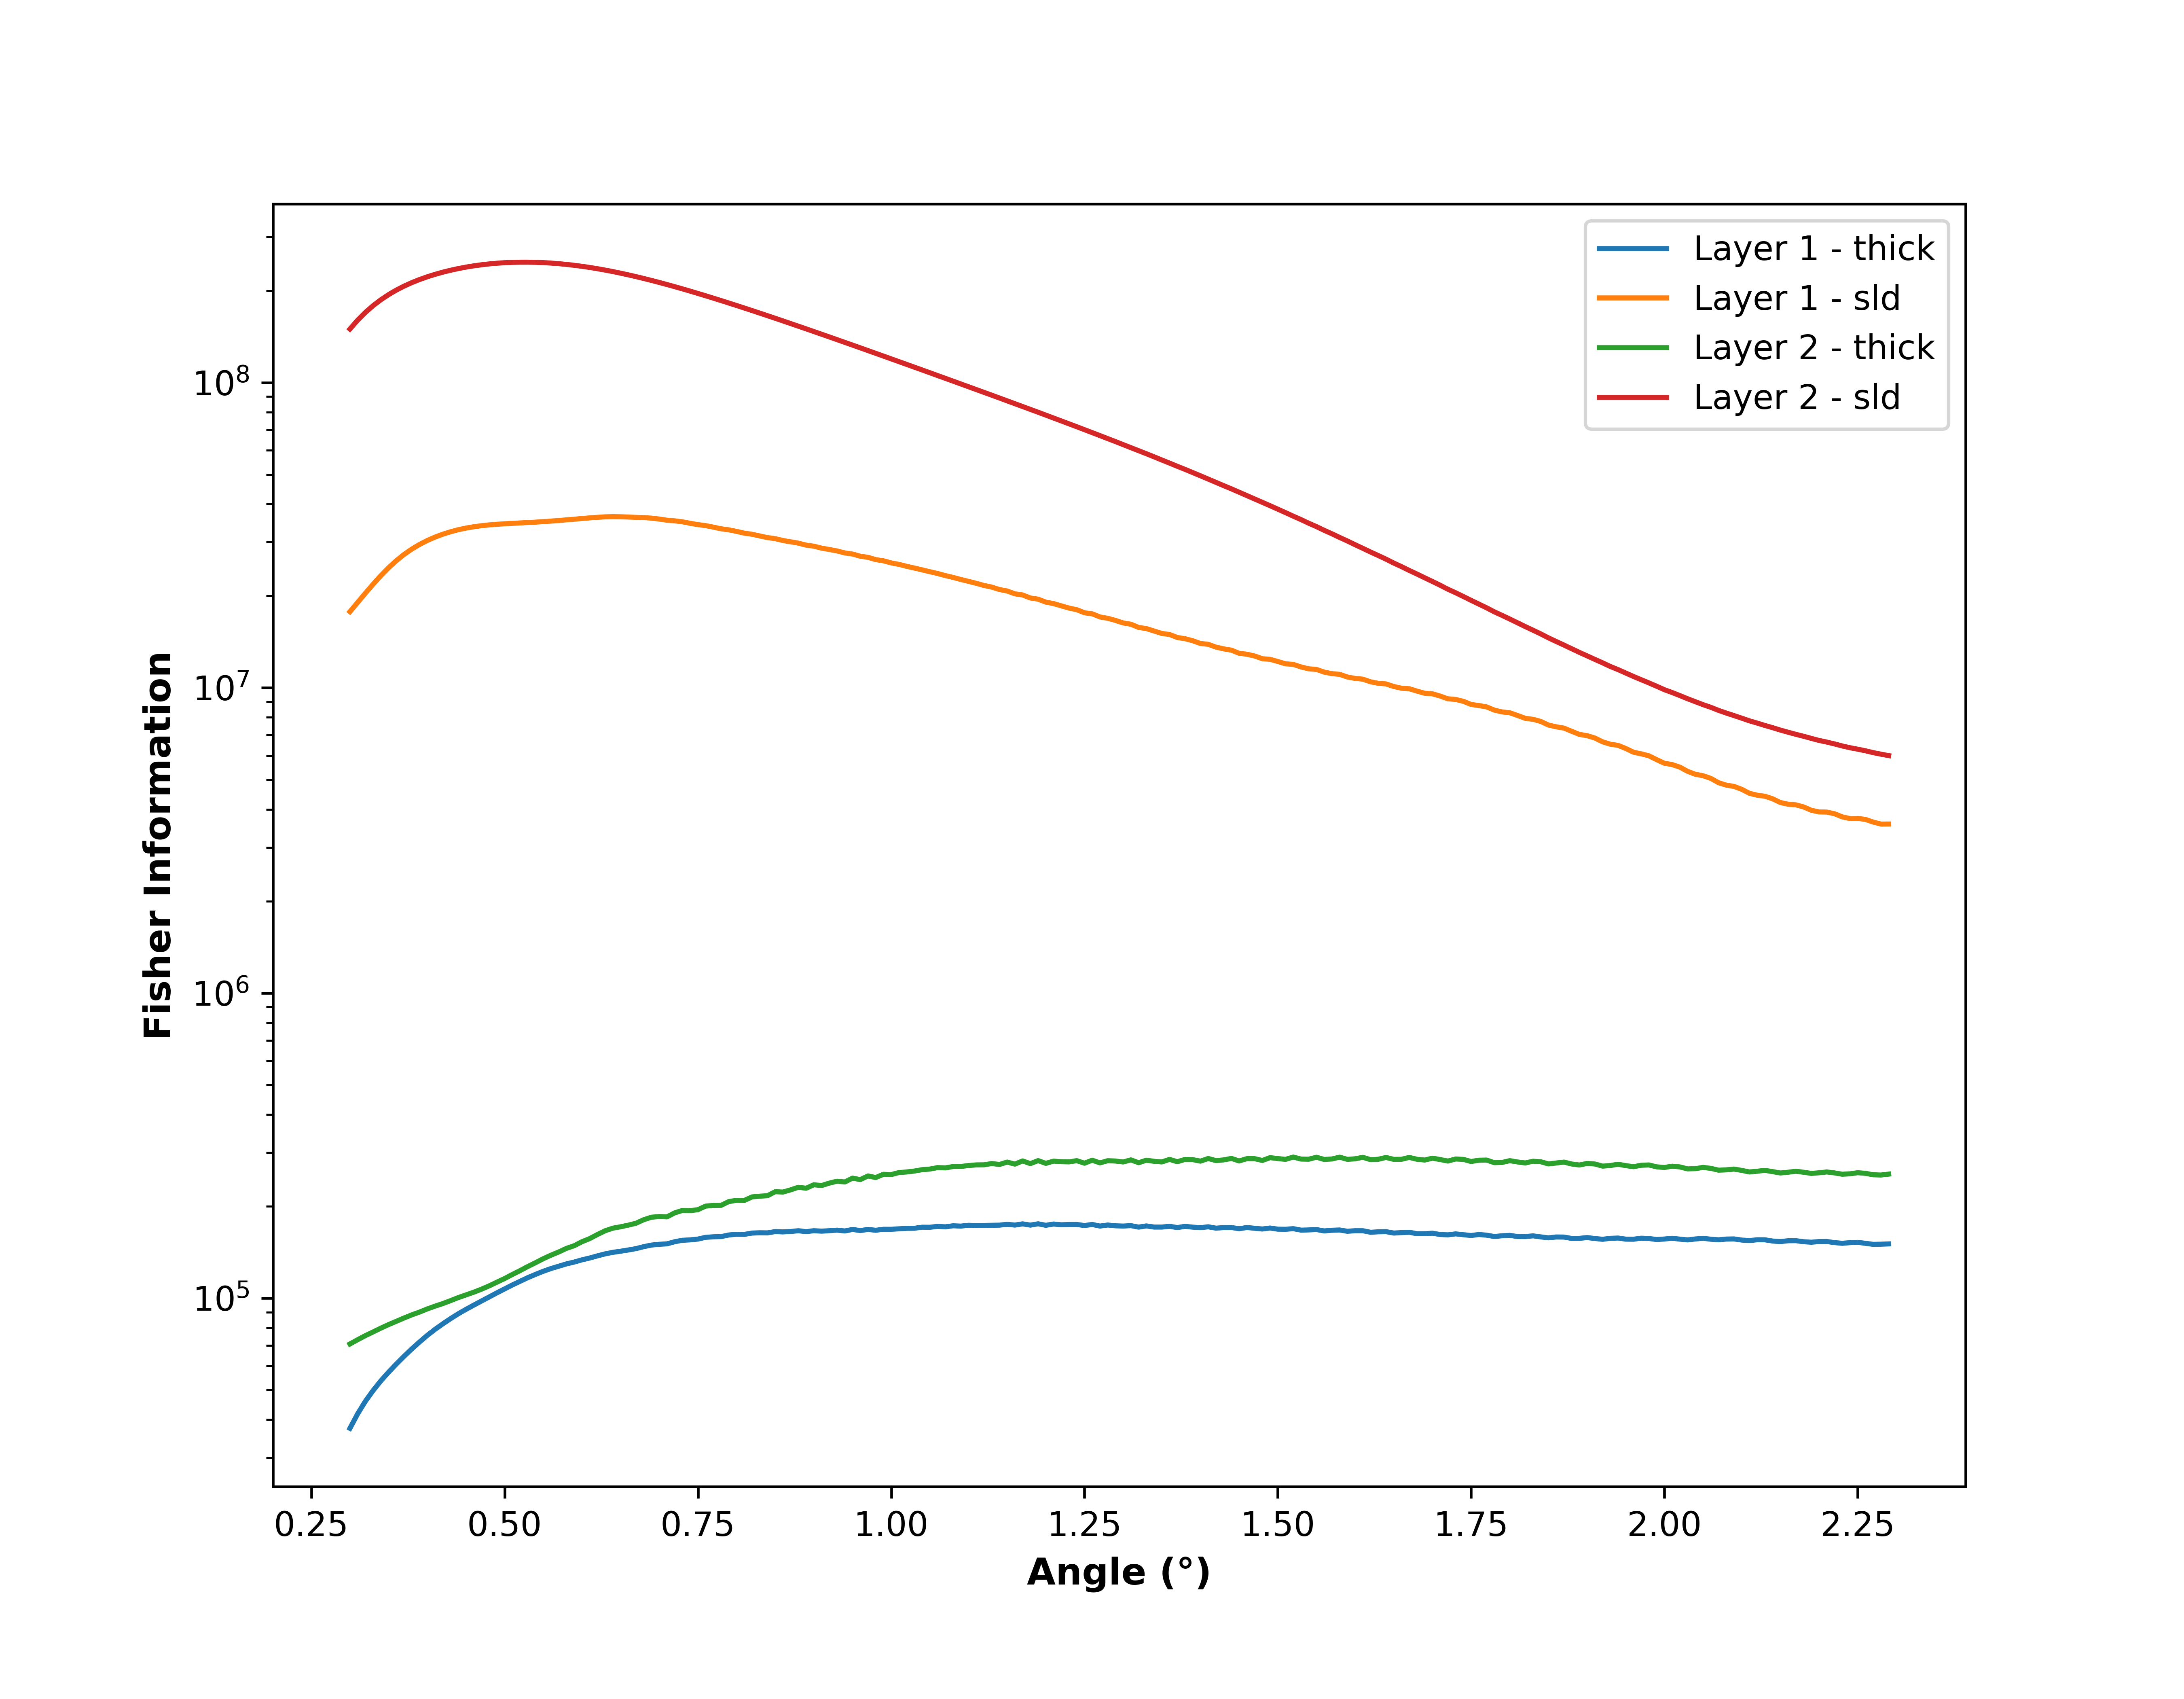 Layer 1 - thick
Layer 1 - sld
Layer 2 - thick
Layer 2 - sld
10⁸
10⁷
10⁶
10⁵
Fisher Information
0.25 0.50 0.75 1.00 1.25 1.50 1.75 2.00 2.25
Angle (°)